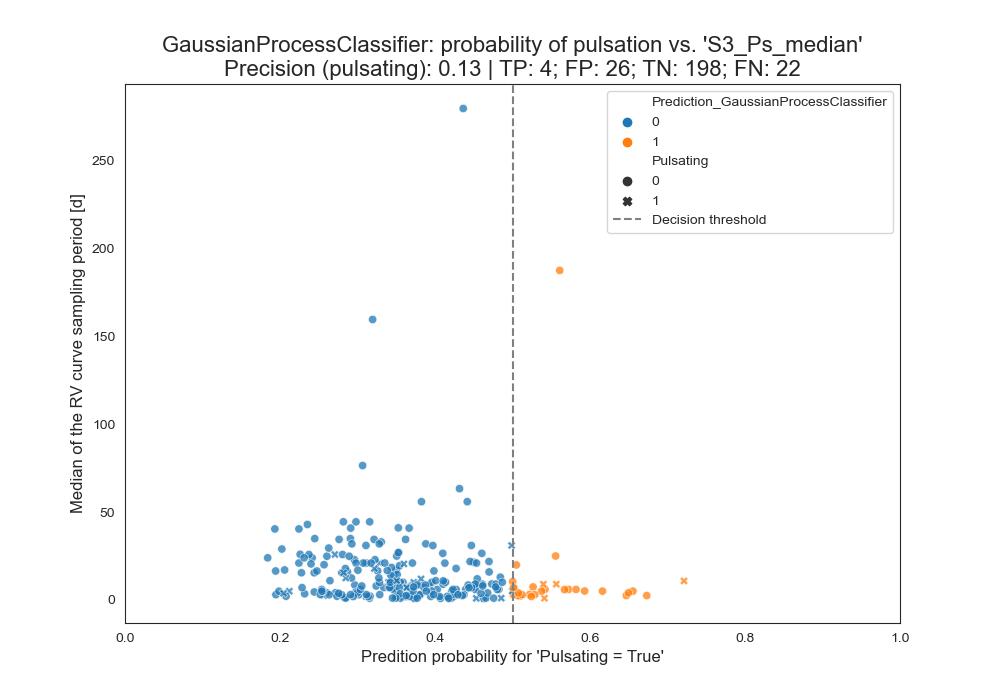 GaussianProcessClassifier: probability of pulsation vs. 'S3_Ps_median'
Precision (pulsating): 0.13 | TP: 4; FP: 26; TN: 198; FN: 22
Prediction_GaussianProcessClassifier
0
1
Pulsating
0
1
Decision threshold
Median of the RV curve sampling period [d]
250
200
150
100
50
0
0.0
0.2
0.4
0.6
0.8
1.0
Predition probability for 'Pulsating = True'